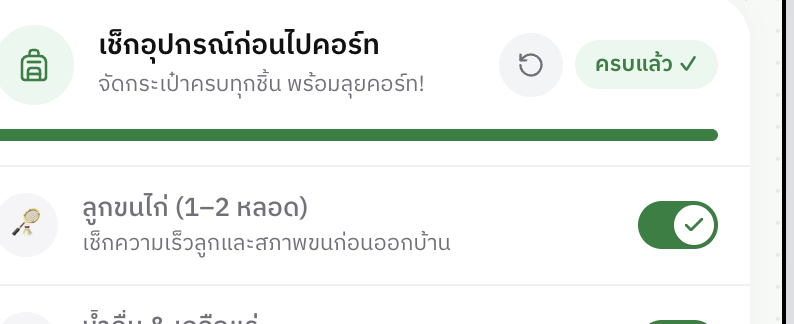 เช็กอุปกรณ์ก่อนไปคอร์ท
จัดกระเป๋าครบทุกชิ้น พร้อมลุยคอร์ท!
ครบแล้ว ✓
ลูกขนไก่ (1–2 หลอด)
เช็กความเร็วลูกและสภาพขนก่อนออกบ้าน